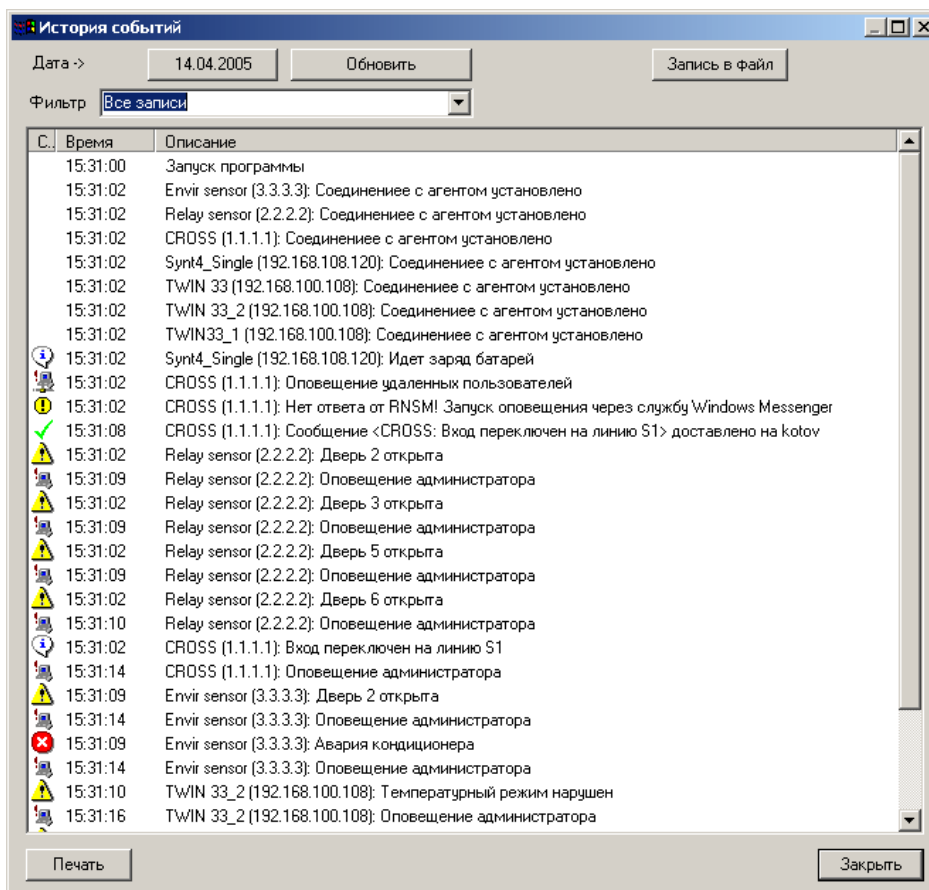 История событий
Дата -> 14.04.2005 Обновить Запись в файл
Фильтр Все записи
С.. Время Описание
15:31:00 Запуск программы
15:31:02 Envir sensor (3.3.3.3): Соединениее с агентом установлено
15:31:02 Relay sensor (2.2.2.2): Соединениее с агентом установлено
15:31:02 CROSS (1.1.1.1): Соединениее с агентом установлено
15:31:02 Synt4_Single (192.168.108.120): Соединениее с агентом установлено
15:31:02 TWIN 33 (192.168.100.108): Соединениее с агентом установлено
15:31:02 TWIN 33_2 (192.168.100.108): Соединениее с агентом установлено
15:31:02 TWIN33_1 (192.168.100.108): Соединениее с агентом установлено
15:31:02 Synt4_Single (192.168.108.120): Идет заряд батарей
15:31:02 CROSS (1.1.1.1): Оповещение удаленных пользователей
15:31:02 CROSS (1.1.1.1): Нет ответа от RNSM! Запуск оповещения через службу Windows Messenger
15:31:08 CROSS (1.1.1.1): Сообщение <CROSS: Вход переключен на линию S1> доставлено на kotov
15:31:02 Relay sensor (2.2.2.2): Дверь 2 открыта
15:31:09 Relay sensor (2.2.2.2): Оповещение администратора
15:31:02 Relay sensor (2.2.2.2): Дверь 3 открыта
15:31:09 Relay sensor (2.2.2.2): Оповещение администратора
15:31:02 Relay sensor (2.2.2.2): Дверь 5 открыта
15:31:09 Relay sensor (2.2.2.2): Оповещение администратора
15:31:02 Relay sensor (2.2.2.2): Дверь 6 открыта
15:31:10 Relay sensor (2.2.2.2): Оповещение администратора
15:31:02 CROSS (1.1.1.1): Вход переключен на линию S1
15:31:14 CROSS (1.1.1.1): Оповещение администратора
15:31:09 Envir sensor (3.3.3.3): Дверь 2 открыта
15:31:14 Envir sensor (3.3.3.3): Оповещение администратора
15:31:09 Envir sensor (3.3.3.3): Авария кондиционера
15:31:14 Envir sensor (3.3.3.3): Оповещение администратора
15:31:10 TWIN 33_2 (192.168.100.108): Температурный режим нарушен
15:31:16 TWIN 33_2 (192.168.100.108): Оповещение администратора
Печать Закрыть